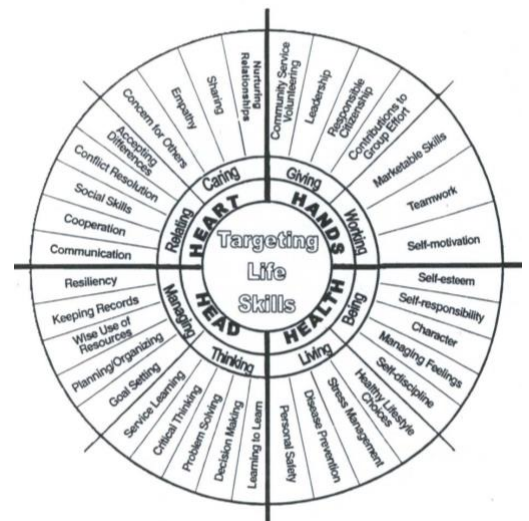 Targeting
Life
Skills
HEART
HANDS
HEALTH
HEAD
Relating
Caring
Giving
Working
Being
Living
Thinking
Managing
Communication
Cooperation
Social Skills
Conflict Resolution
Accepting
Differences
Concern for Others
Empathy
Sharing
Nurturing
Relationships
Community Service
Volunteering
Leadership
Responsible
Citizenship
Contributions to
Group Effort
Marketable Skills
Teamwork
Self-motivation
Self-esteem
Self-responsibility
Character
Managing Feelings
Self-discipline
Healthy Lifestyle
Choices
Stress Management
Disease Prevention
Personal Safety
Learning to Learn
Decision Making
Problem Solving
Critical Thinking
Service Learning
Goal Setting
Planning/Organizing
Wise Use of
Resources
Keeping Records
Resiliency